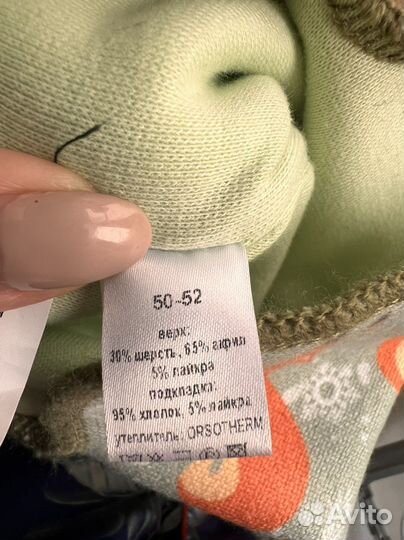 50-52
верх:
30% шерсть, 65% акрил
5% лайкра
подкладка:
95% хлопок, 5% лайкра
утеплитель: ORSOTHERM
Avito